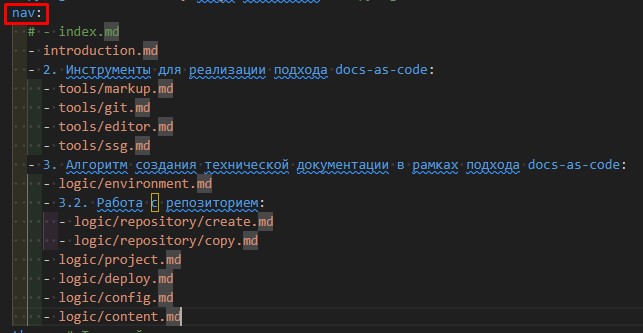 nav:
# - index.md
- introduction.md
- 2. Инструменты для реализации подхода docs-as-code:
- tools/markup.md
- tools/git.md
- tools/editor.md
- tools/ssg.md
- 3. Алгоритм создания технической документации в рамках подхода docs-as-code:
- logic/environment.md
- 3.2. Работа с репозиторием:
- logic/repository/create.md
- logic/repository/copy.md
- logic/project.md
- logic/deploy.md
- logic/config.md
- logic/content.md